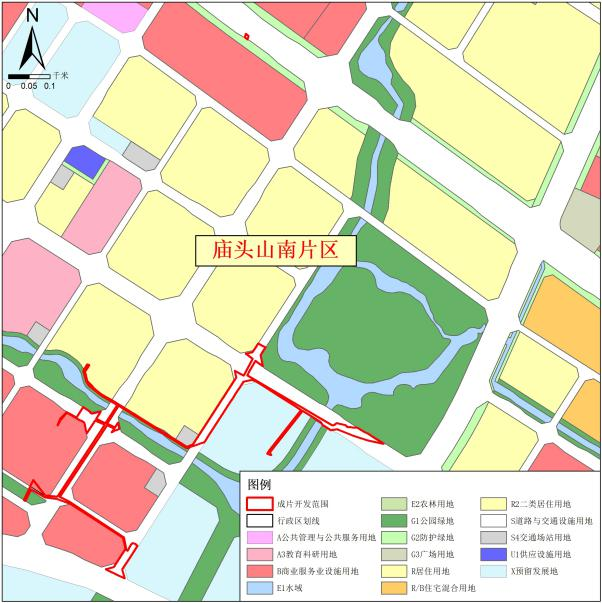 N
千米
0 0.05 0.1
庙头山南片区
图例
成片开发范围
行政区划线
A公共管理与公共服务用地
A3教育科研用地
B商业服务业设施用地
E1水域
E2农林用地
G1公园绿地
G2防护绿地
G3广场用地
R居住用地
R/B住宅混合用地
R2二类居住用地
S道路与交通设施用地
S4交通场站用地
U1供应设施用地
X预留发展地